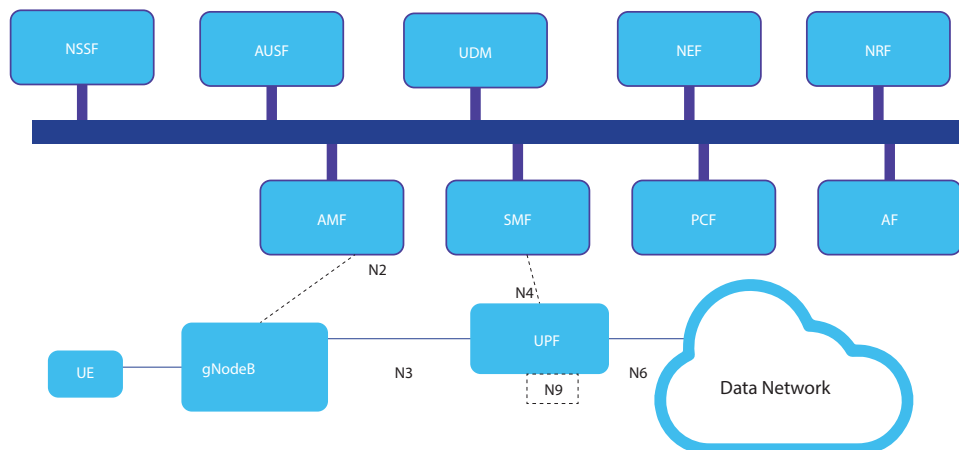 NSSF
AUSF
UDM
NEF
NRF
AMF
SMF
PCF
AF
N2
N4
UE
gNodeB
N3
UPF
N9
N6
Data Network